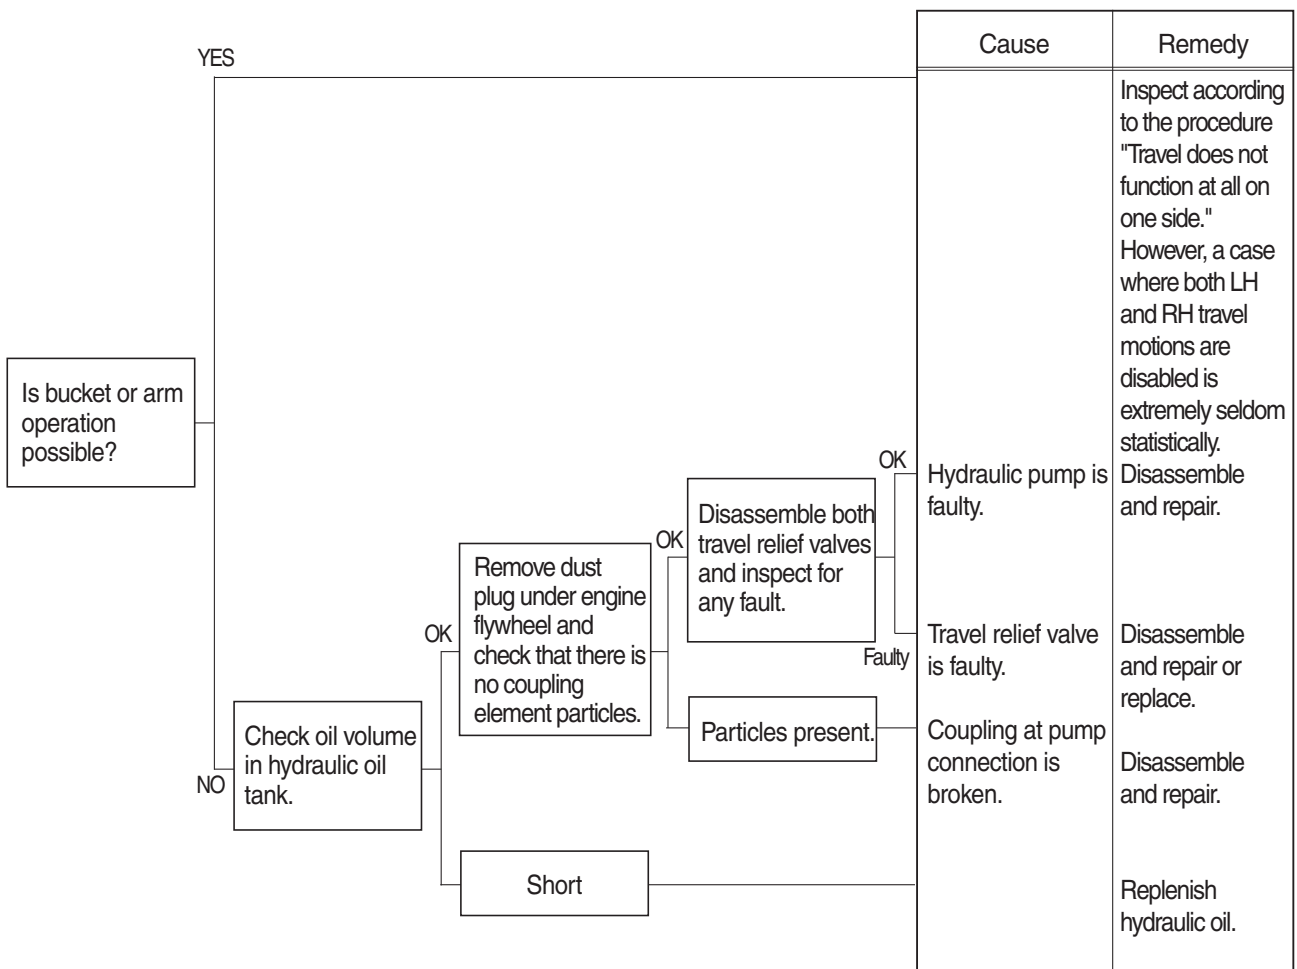 Cause
Remedy
YES
Inspect according
to the procedure
"Travel does not
function at all on
one side."
However, a case
where both LH
and RH travel
motions are
disabled is
extremely seldom
statistically.
Is bucket or arm
operation
possible?
NO
Check oil volume
in hydraulic oil
tank.
OK
Remove dust
plug under engine
flywheel and
check that there is
no coupling
element particles.
OK
Disassemble both
travel relief valves
and inspect for
any fault.
OK
Hydraulic pump is
faulty.
Disassemble
and repair.
Faulty
Travel relief valve
is faulty.
Disassemble
and repair or
replace.
Particles present.
Coupling at pump
connection is
broken.
Disassemble
and repair.
Short
Replenish
hydraulic oil.